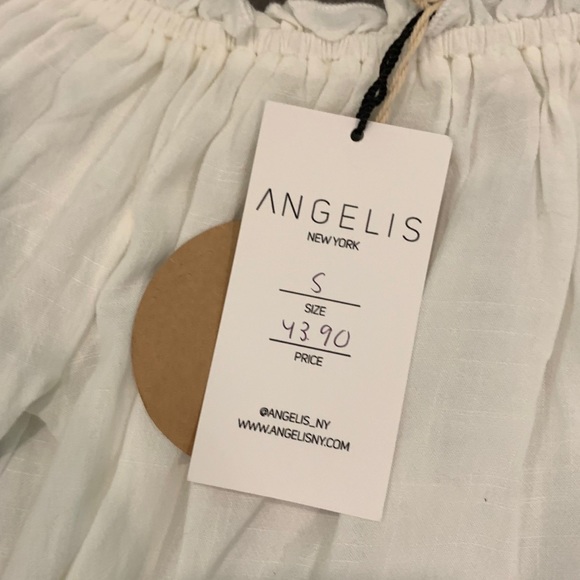 ANGELIS
NEW YORK
S
SIZE
43.90
PRICE
@ANGELIS_NY
WWW.ANGELISNY.COM